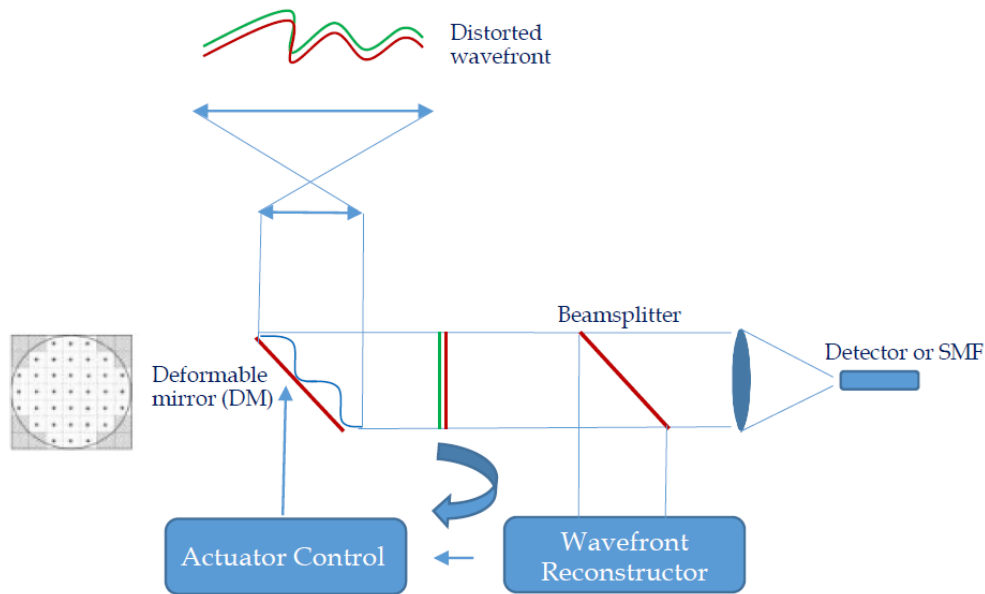 Distorted
wavefront
Beamsplitter
Detector or SMF
Deformable
mirror (DM)
Actuator Control
Wavefront
Reconstructor